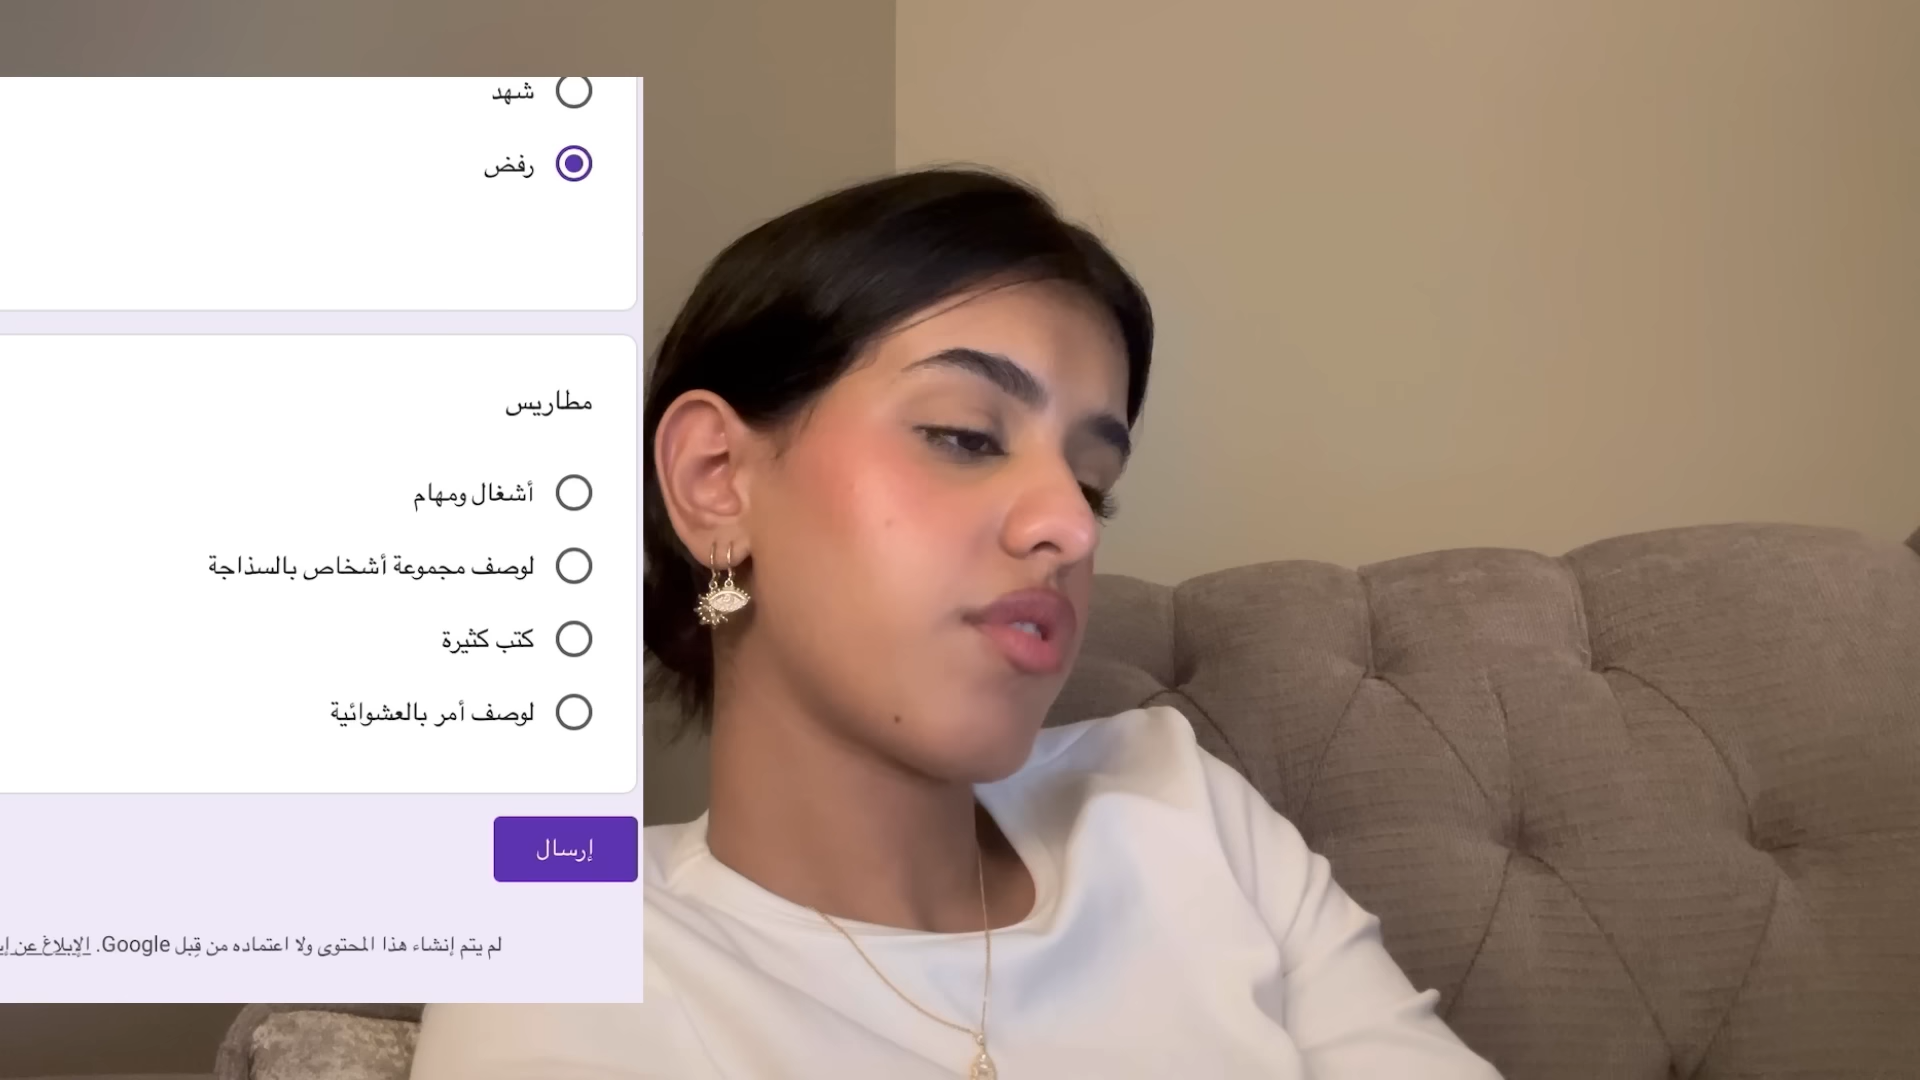 شهد
رفض
مطاريس
أشغال ومهام
لوصف مجموعة أشخاص بالسذاجة
كتب كثيرة
لوصف أمر بالعشوائية
إرسال
لم يتم إنشاء هذا المحتوى ولا اعتماده من قِبل Google. الإبلاغ عن